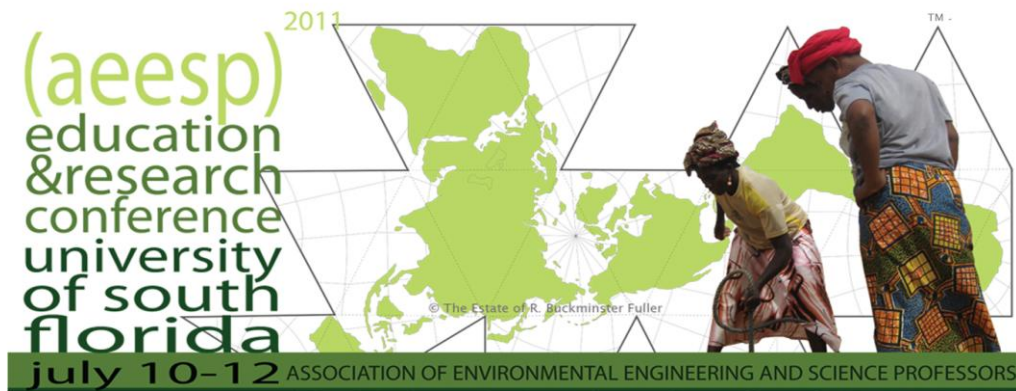 2011
(aeesp)
education
&research
conference
university
of south
florida
july 10-12
ASSOCIATION OF ENVIRONMENTAL ENGINEERING AND SCIENCE PROFESSORS
© The Estate of R. Buckminster Fuller
TM -